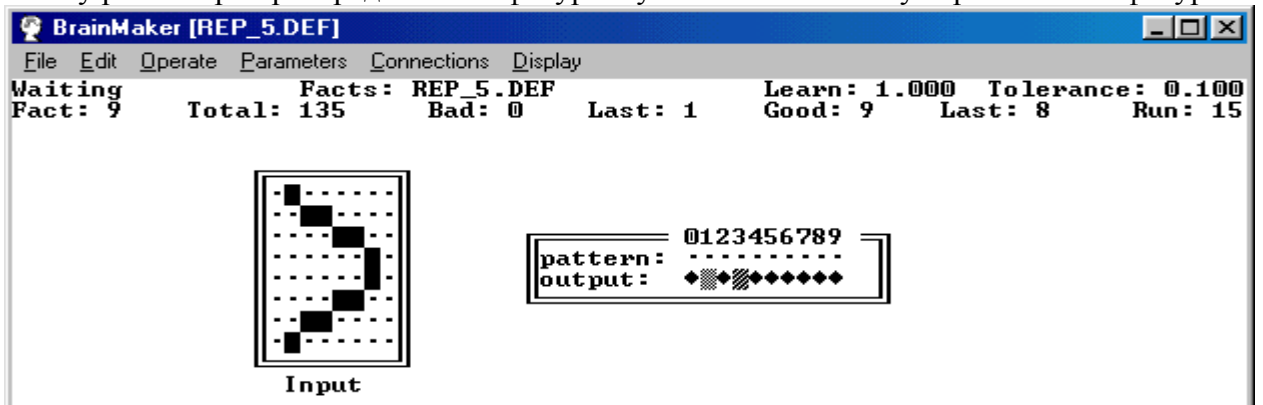 BrainMaker [REP_5.DEF]
File Edit Operate Parameters Connections Display
Waiting Facts: REP_5.DEF Learn: 1.000 Tolerance: 0.100
Fact: 9 Total: 135 Bad: 0 Last: 1 Good: 9 Last: 8 Run: 15
0123456789
pattern:
output:
Input